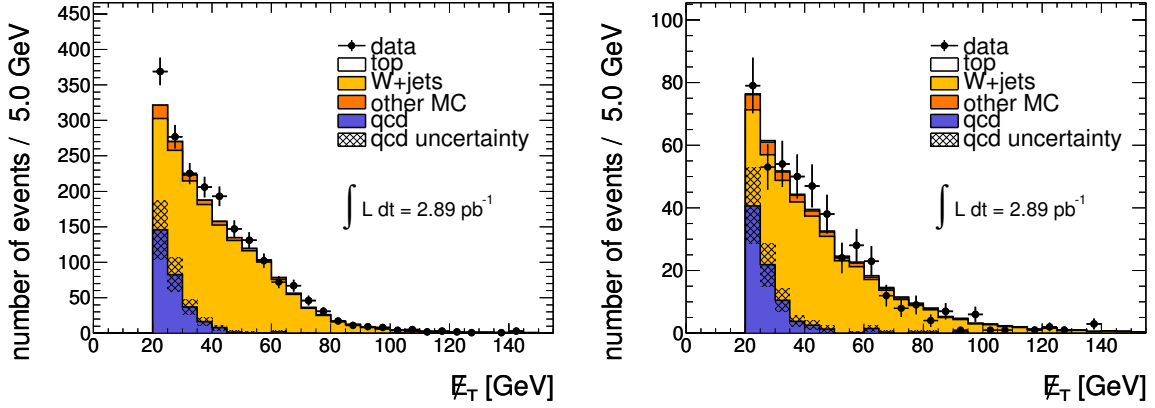 number of events / 5.0 GeV
450
400
350
300
250
200
150
100
50
0
data
top
W+jets
other MC
qcd
qcd uncertainty
∫ L dt = 2.89 pb⁻¹
0 20 40 60 80 100 120 140
E̸_T [GeV]
number of events / 5.0 GeV
100
80
60
40
20
0
data
top
W+jets
other MC
qcd
qcd uncertainty
∫ L dt = 2.89 pb⁻¹
0 20 40 60 80 100 120 140
E̸_T [GeV]